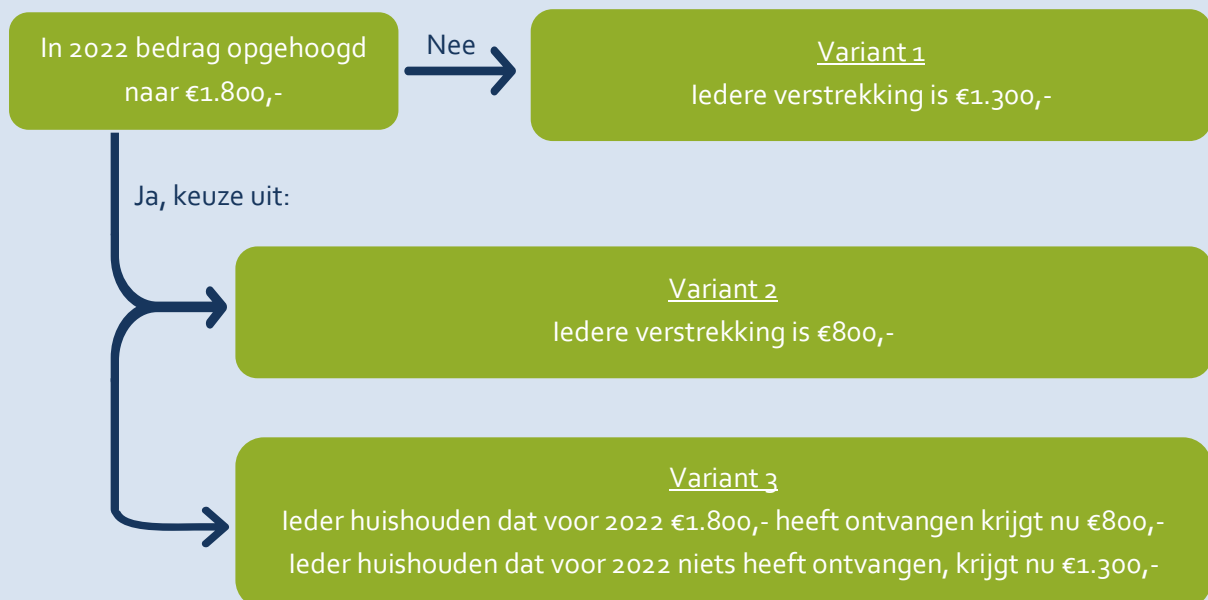 In 2022 bedrag opgehoogd
naar €1.800,-
Nee
Variant 1
Iedere verstrekking is €1.300,-
Ja, keuze uit:
Variant 2
Iedere verstrekking is €800,-
Variant 3
Ieder huishouden dat voor 2022 €1.800,- heeft ontvangen krijgt nu €800,-
Ieder huishouden dat voor 2022 niets heeft ontvangen, krijgt nu €1.300,-